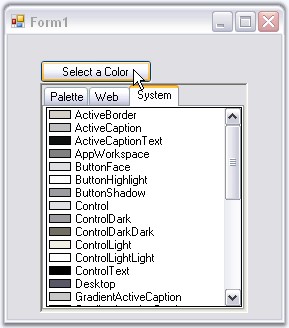 Form1
Select a Color
Palette Web System
ActiveBorder
ActiveCaption
ActiveCaptionText
AppWorkspace
ButtonFace
ButtonHighlight
ButtonShadow
Control
ControlDark
ControlDarkDark
ControlLight
ControlLightLight
ControlText
Desktop
GradientActiveCaption